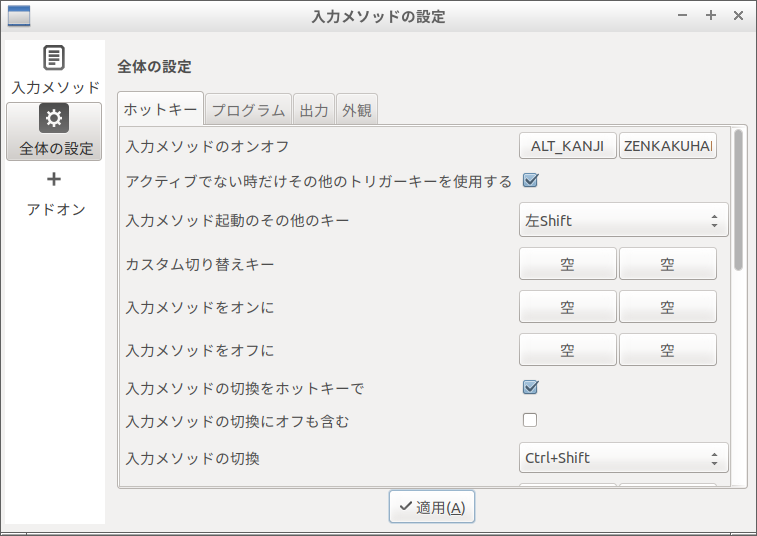 入力メソッドの設定
入力メソッド
全体の設定
アドオン
全体の設定
ホットキー プログラム 出力 外観
入力メソッドのオンオフ ALT_KANJI ZENKAKUHAI
アクティブでない時だけその他のトリガーキーを使用する
入力メソッド起動のその他のキー 左Shift
カスタム切り替えキー 空 空
入力メソッドをオンに 空 空
入力メソッドをオフに 空 空
入力メソッドの切換をホットキーで
入力メソッドの切換にオフも含む
入力メソッドの切換 Ctrl+Shift
適用(A)